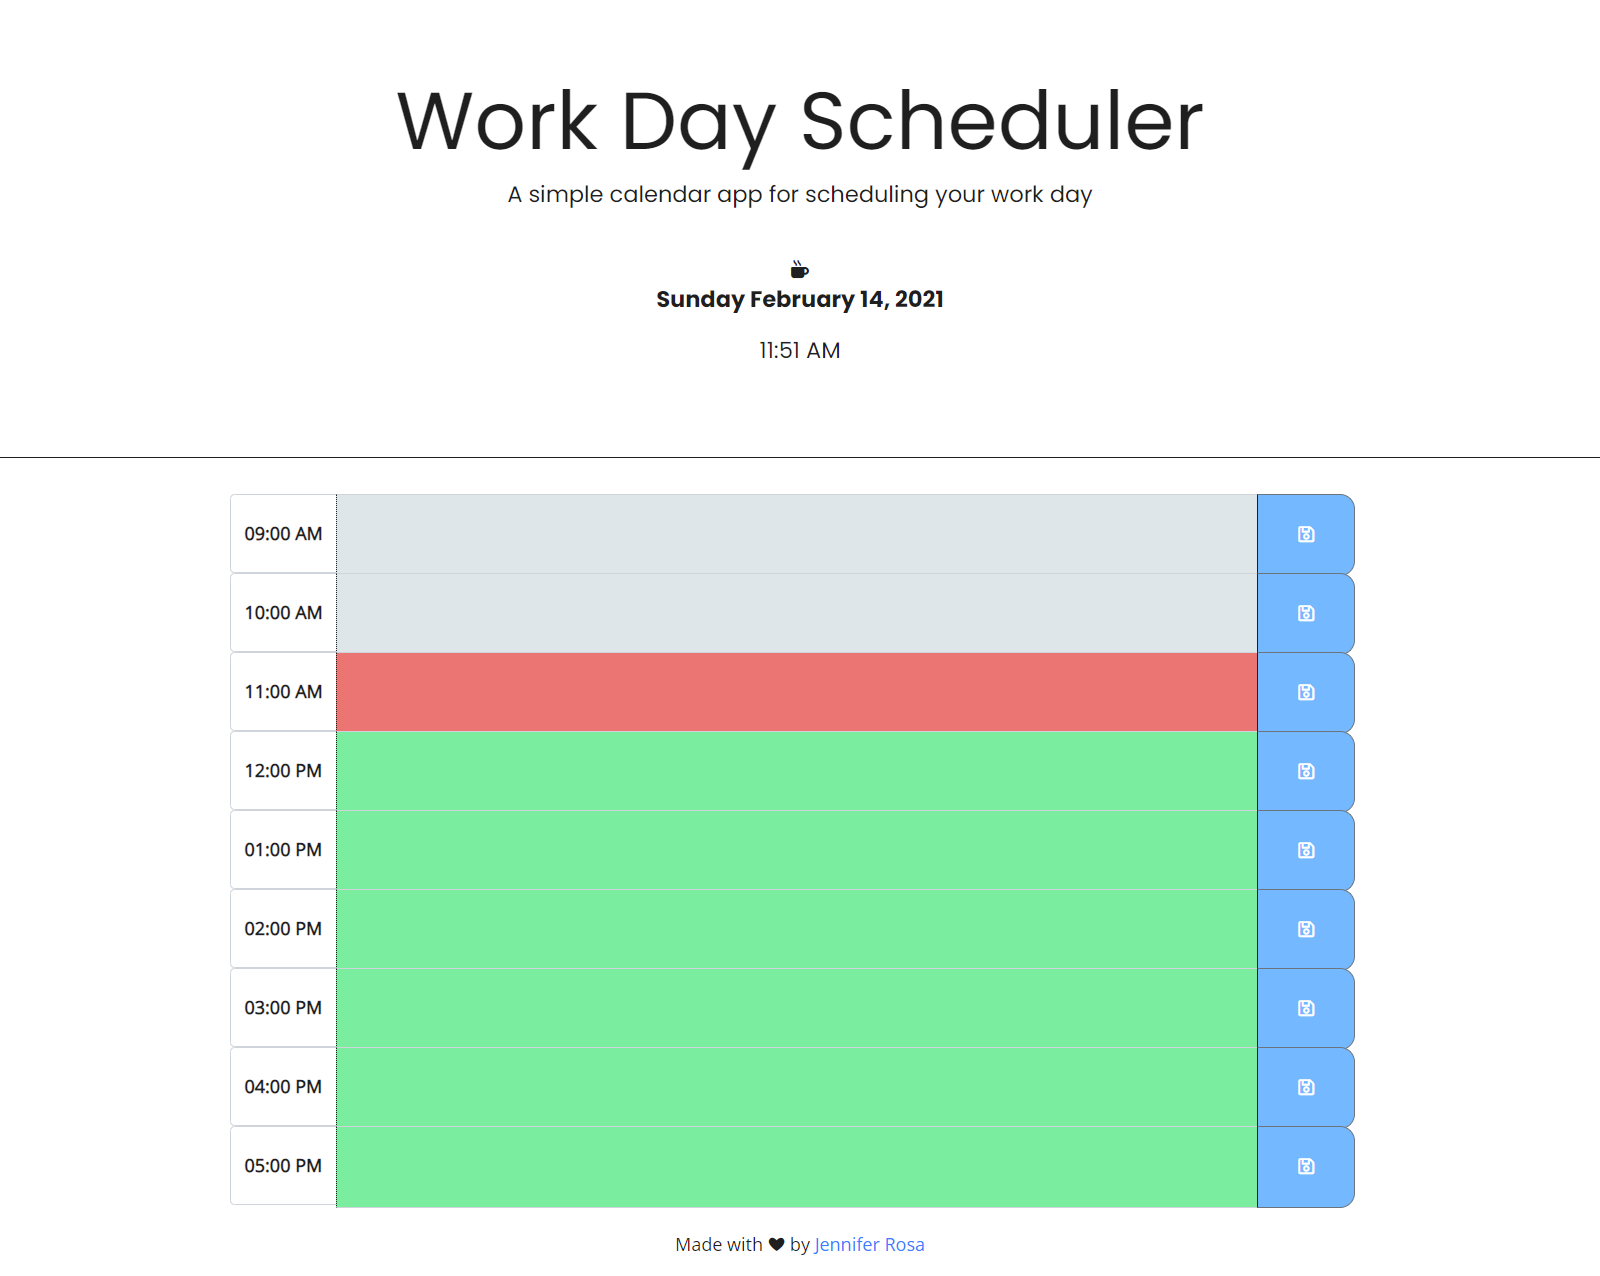 Work Day Scheduler
A simple calendar app for scheduling your work day
Sunday February 14, 2021
11:51 AM
09:00 AM
10:00 AM
11:00 AM
12:00 PM
01:00 PM
02:00 PM
03:00 PM
04:00 PM
05:00 PM
Made with ♥ by Jennifer Rosa